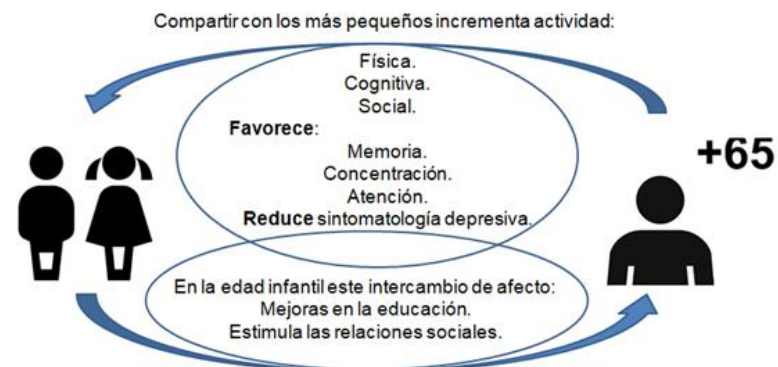 Compartir con los más pequeños incrementa actividad:
Física.
Cognitiva.
Social.
Favorece:
Memoria.
Concentración.
Atención.
Reduce sintomatología depresiva.
+65
En la edad infantil este intercambio de afecto:
Mejoras en la educación.
Estimula las relaciones sociales.